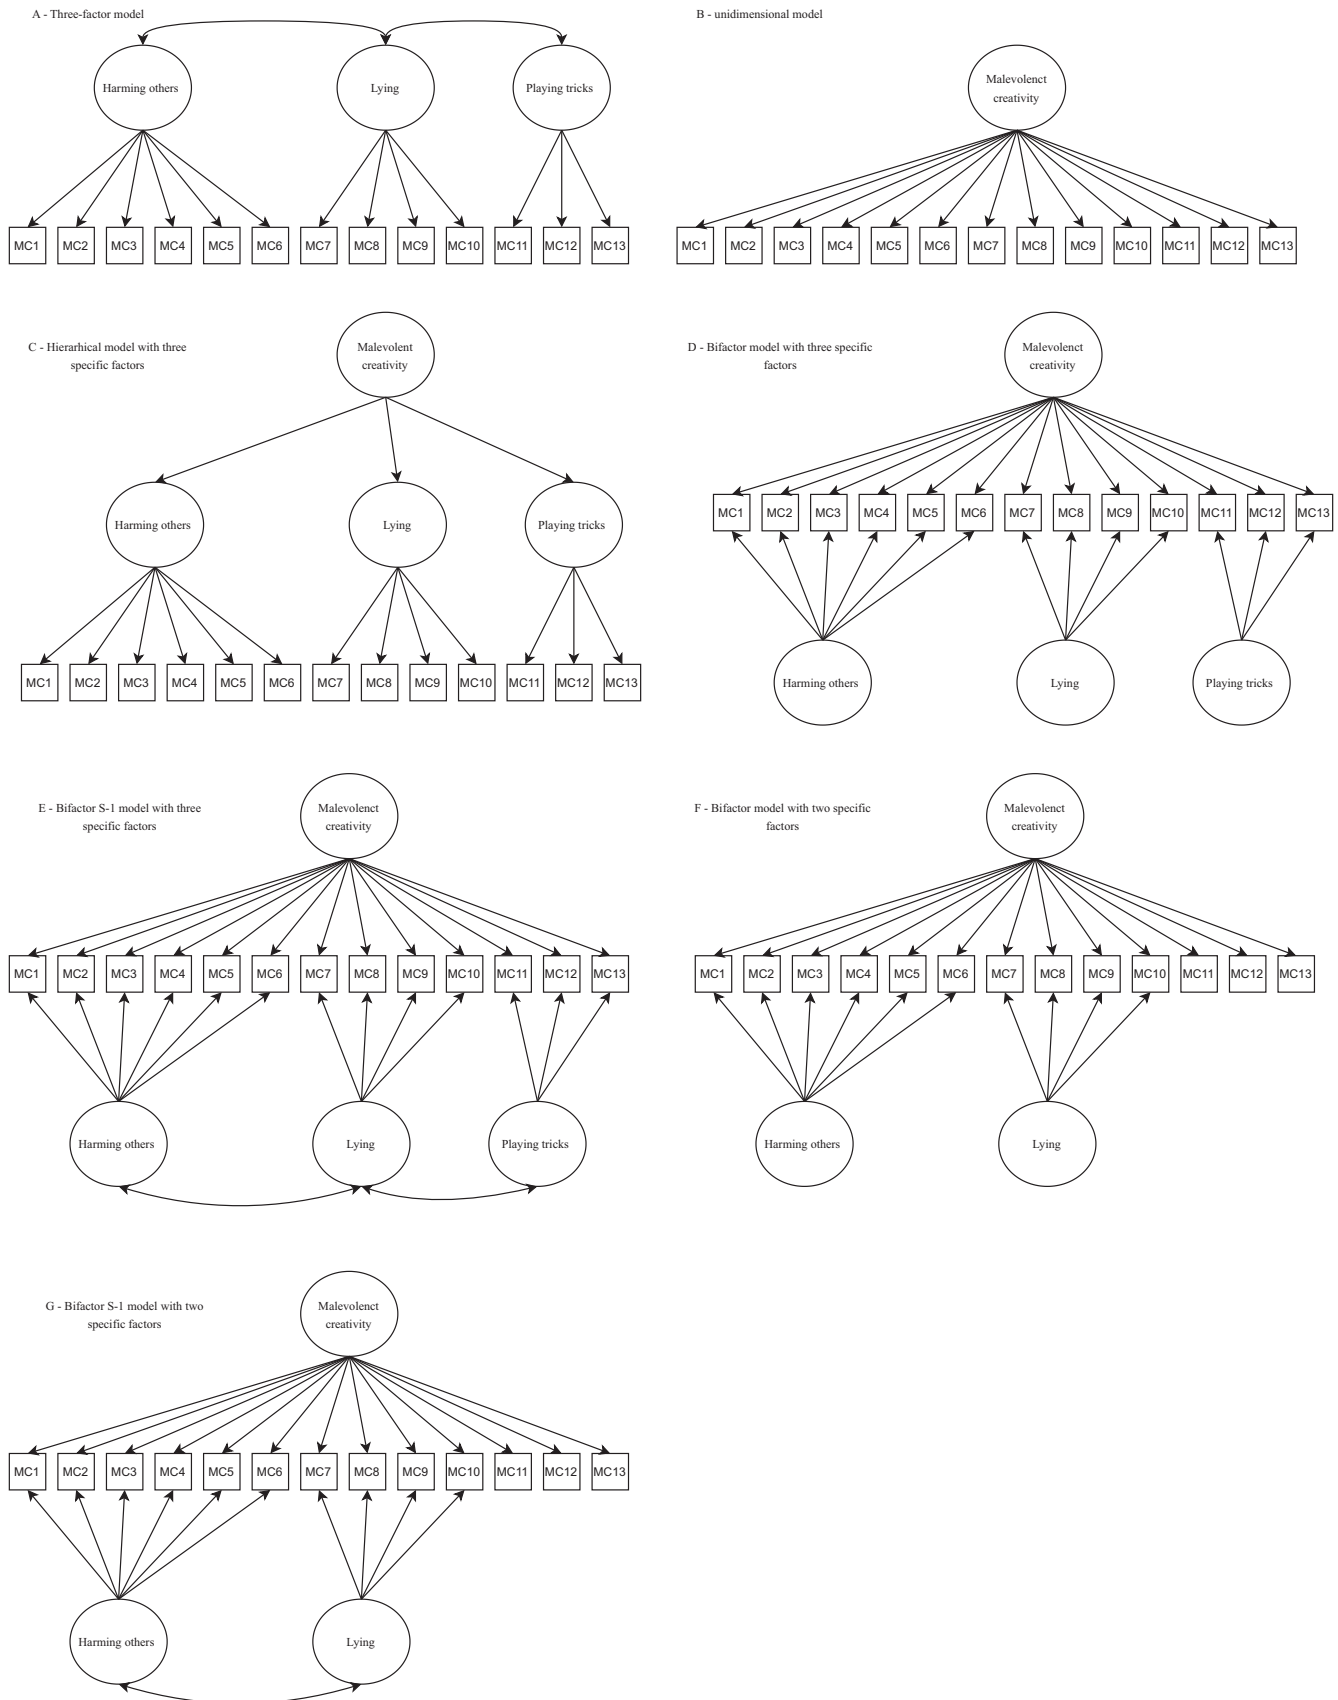 A - Three-factor model
Harming others
Lying
Playing tricks
MC1 MC2 MC3 MC4 MC5 MC6 MC7 MC8 MC9 MC10 MC11 MC12 MC13
B - unidimensional model
Malevolenct
creativity
MC1 MC2 MC3 MC4 MC5 MC6 MC7 MC8 MC9 MC10 MC11 MC12 MC13
C - Hierarhical model with three
specific factors
Malevolent
creativity
Harming others
Lying
Playing tricks
MC1 MC2 MC3 MC4 MC5 MC6 MC7 MC8 MC9 MC10 MC11 MC12 MC13
D - Bifactor model with three specific
factors
Malevolenct
creativity
MC1 MC2 MC3 MC4 MC5 MC6 MC7 MC8 MC9 MC10 MC11 MC12 MC13
Harming others
Lying
Playing tricks
E - Bifactor S-1 model with three
specific factors
Malevolenct
creativity
MC1 MC2 MC3 MC4 MC5 MC6 MC7 MC8 MC9 MC10 MC11 MC12 MC13
Harming others
Lying
Playing tricks
F - Bifactor model with two specific
factors
Malevolenct
creativity
MC1 MC2 MC3 MC4 MC5 MC6 MC7 MC8 MC9 MC10 MC11 MC12 MC13
Harming others
Lying
G - Bifactor S-1 model with two
specific factors
Malevolenct
creativity
MC1 MC2 MC3 MC4 MC5 MC6 MC7 MC8 MC9 MC10 MC11 MC12 MC13
Harming others
Lying